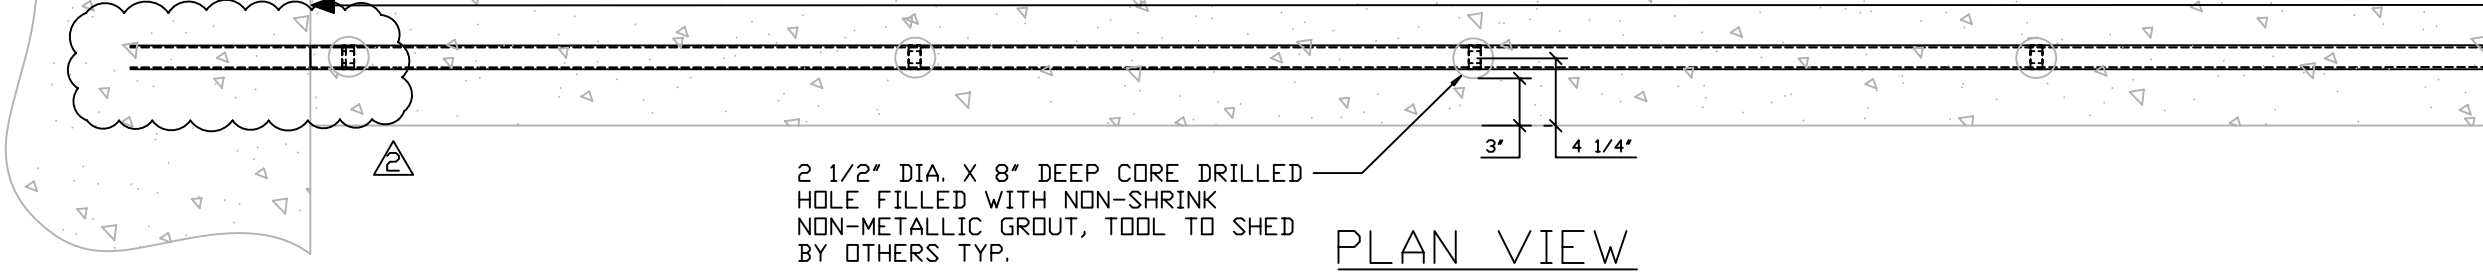 2
3"
4 1/4"
2 1/2" DIA. X 8" DEEP CORE DRILLED
HOLE FILLED WITH NON-SHRINK
NON-METALLIC GROUT, TOOL TO SHED
BY OTHERS TYP.
PLAN VIEW